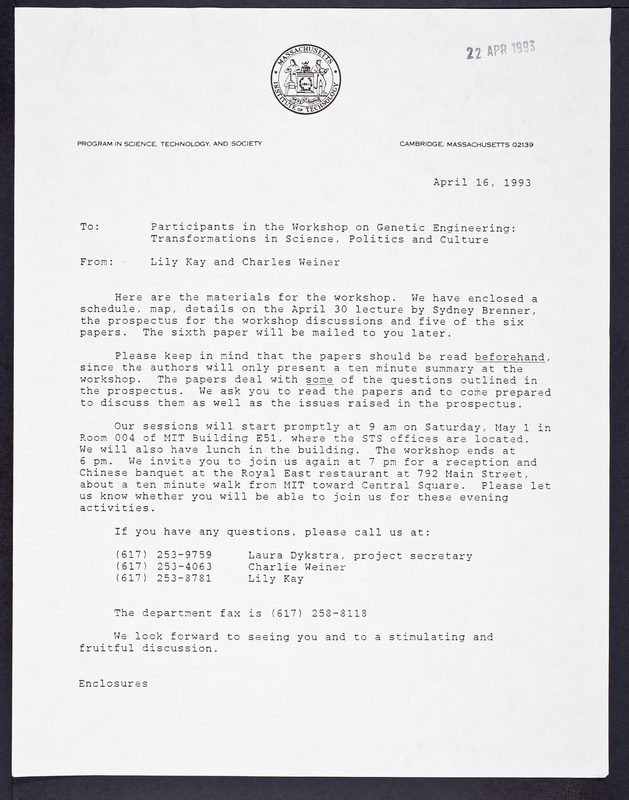 22 APR 1993
MASSACHUSETTS
INSTITUTE OF TECHNOLOGY
PROGRAM IN SCIENCE, TECHNOLOGY, AND SOCIETY
CAMBRIDGE, MASSACHUSETTS 02139
April 16, 1993
To: Participants in the Workshop on Genetic Engineering:
Transformations in Science, Politics and Culture
From: Lily Kay and Charles Weiner
Here are the materials for the workshop. We have enclosed a
schedule, map, details on the April 30 lecture by Sydney Brenner,
the prospectus for the workshop discussions and five of the six
papers. The sixth paper will be mailed to you later.
Please keep in mind that the papers should be read beforehand,
since the authors will only present a ten minute summary at the
workshop. The papers deal with some of the questions outlined in
the prospectus. We ask you to read the papers and to come prepared
to discuss them as well as the issues raised in the prospectus.
Our sessions will start promptly at 9 am on Saturday, May 1 in
Room 004 of MIT Building E51, where the STS offices are located.
We will also have lunch in the building. The workshop ends at
6 pm. We invite you to join us again at 7 pm for a reception and
Chinese banquet at the Royal East restaurant at 792 Main Street,
about a ten minute walk from MIT toward Central Square. Please let
us know whether you will be able to join us for these evening
activities.
If you have any questions, please call us at:
(617) 253-9759 Laura Dykstra, project secretary
(617) 253-4063 Charlie Weiner
(617) 253-8781 Lily Kay
The department fax is (617) 258-8118
We look forward to seeing you and to a stimulating and
fruitful discussion.
Enclosures